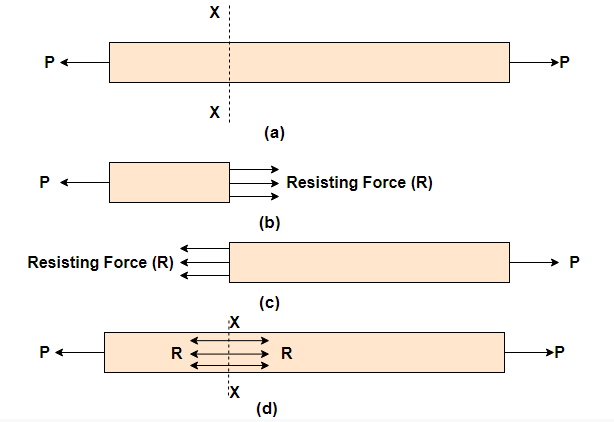 X
P P
X
(a)
P Resisting Force (R)
(b)
Resisting Force (R) P
(c)
X
P R R P
X
(d)